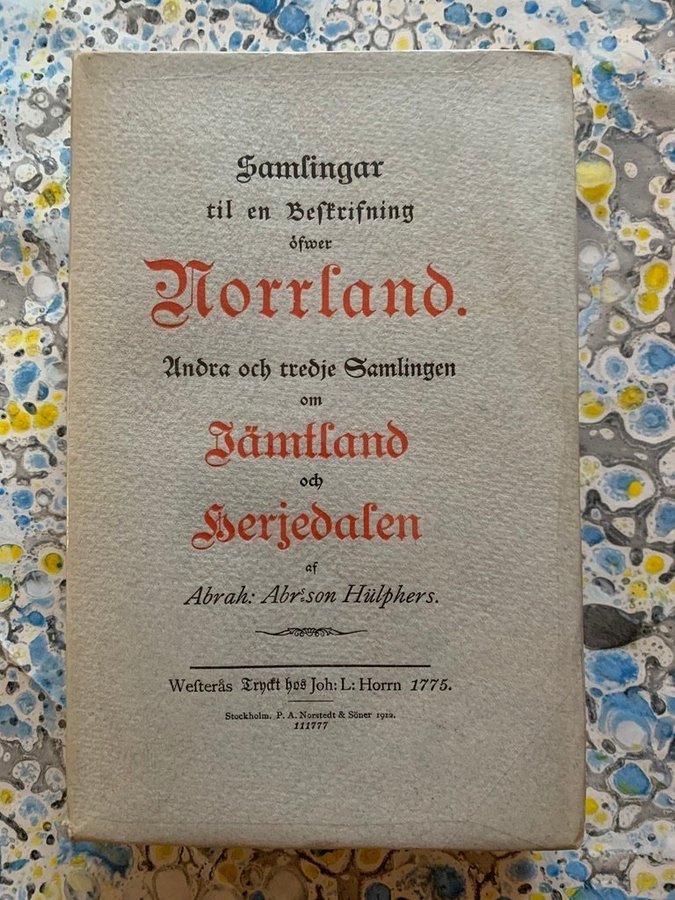 Samlingar
til en Beſkrifning
öfwer
Norrland.
Andra och tredje Samlingen
om
Jämtland
och
Herjedalen
af
Abrah: Abrs:son Hülphers.
Weſterås Tryckt hos Joh: L: Horrn 1775.
Stockholm. P. A. Norstedt & Söner 1912.
111777